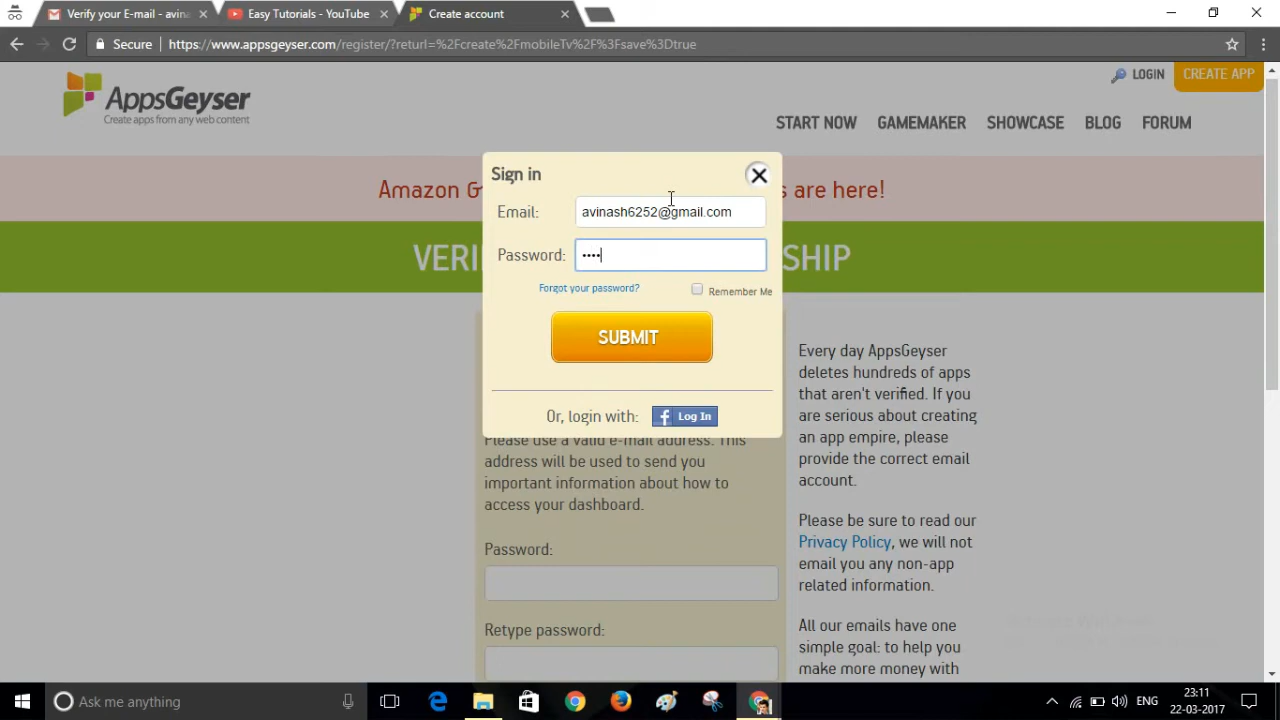 Verify your E-mail - avina
Easy Tutorials - YouTube
Create account
Secure
https://www.appsgeyser.com/register/?returl=%2Fcreate%2FmobileTv%2F%3Fsave%3Dtrue
AppsGeyser
Create apps from any web content
LOGIN
CREATE APP
START NOW
GAMEMAKER
SHOWCASE
BLOG
FORUM
Amazon
s are here!
VERI
SHIP
Sign in
Email:
avinash6252@gmail.com
Password:
••••
Forgot your password?
Remember Me
SUBMIT
Or, login with:
f Log In
Please use a valid e-mail address. This
address will be used to send you
important information about how to
access your dashboard.
Password:
Retype password:
Every day AppsGeyser
deletes hundreds of apps
that aren't verified. If you
are serious about creating
an app empire, please
provide the correct email
account.
Please be sure to read our
Privacy Policy, we will not
email you any non-app
related information.
All our emails have one
simple goal: to help you
make more money with
Ask me anything
ENG
23:11
22-03-2017